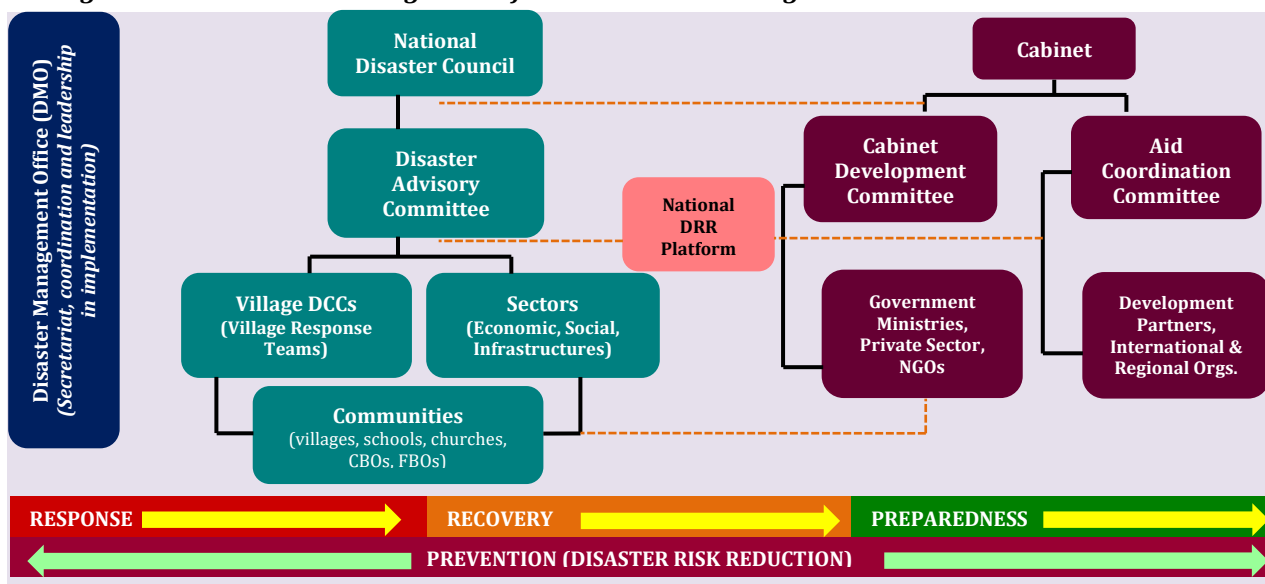 Disaster Management Office (DMO)
(Secretariat, coordination and leadership
in implementation)
National
Disaster Council
Cabinet
Disaster
Advisory
Committee
Cabinet
Development
Committee
Aid
Coordination
Committee
National
DRR
Platform
Village DCCs
(Village Response
Teams)
Sectors
(Economic, Social,
Infrastructures)
Government
Ministries,
Private Sector,
NGOs
Development
Partners,
International &
Regional Orgs.
Communities
(villages, schools, churches,
CBOs, FBOs)
RESPONSE
RECOVERY
PREPAREDNESS
PREVENTION (DISASTER RISK REDUCTION)